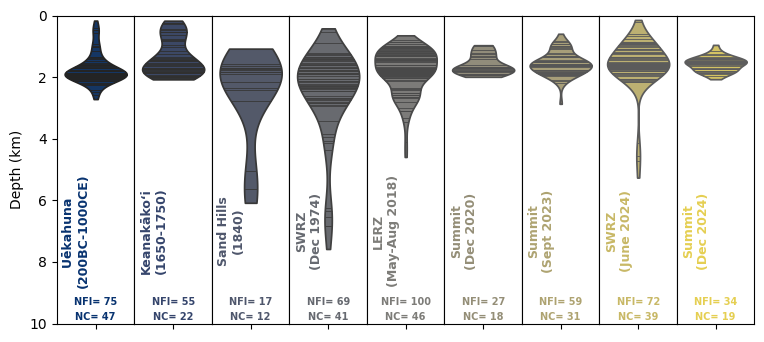 0
2
4
6
8
10
Depth (km)
Uēkahuna
(200BC-1000CE)
NFI= 75
NC= 47
Keanakākoʻi
(1650-1750)
NFI= 55
NC= 22
Sand Hills
(1840)
NFI= 17
NC= 12
SWRZ
(Dec 1974)
NFI= 69
NC= 41
LERZ
(May-Aug 2018)
NFI= 100
NC= 46
Summit
(Dec 2020)
NFI= 27
NC= 18
Summit
(Sept 2023)
NFI= 59
NC= 31
SWRZ
(June 2024)
NFI= 72
NC= 39
Summit
(Dec 2024)
NFI= 34
NC= 19